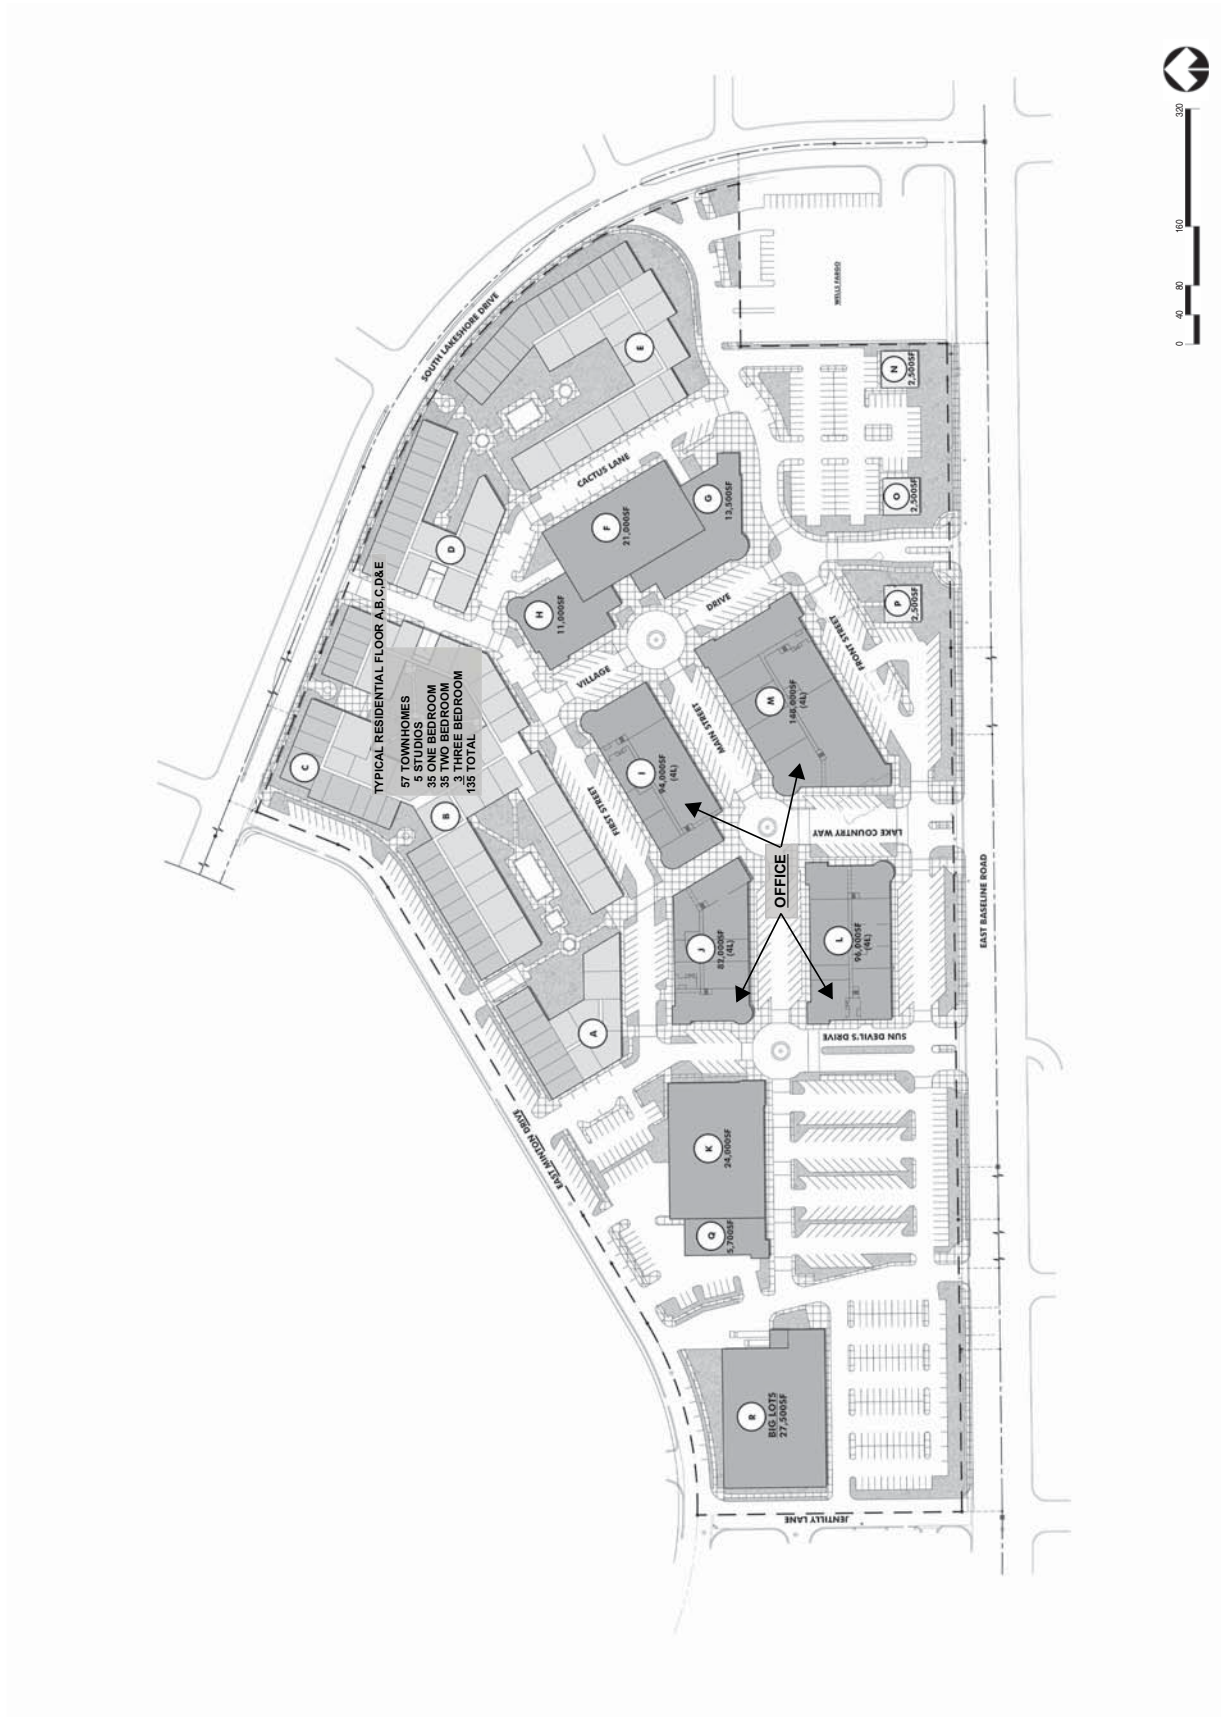 320
160
80
40
0
SOUTH LAKESHORE DRIVE
WELLS FARGO
E
N
2,500SF
CACTUS LANE
G
13,500SF
F
21,000SF
O
2,500SF
D
H
11,000SF
P
2,500SF
DRIVE
VILLAGE
FRONT STREET
TYPICAL RESIDENTIAL FLOOR A,B,C,D&E
57 TOWNHOMES
5 STUDIOS
35 ONE BEDROOM
35 TWO BEDROOM
3 THREE BEDROOM
135 TOTAL
C
B
MAIN STREET
M
(4L)
I
94,000SF
(4L)
FIRST STREET
LAKE COUNTRY WAY
OFFICE
EAST BASELINE ROAD
J
82,000SF
(4L)
L
96,000SF
(4L)
A
SUN DEVIL'S DRIVE
EAST MINTON DRIVE
K
24,000SF
Q
5,700SF
R
BIG LOTS
27,500SF
JENTILLY LANE